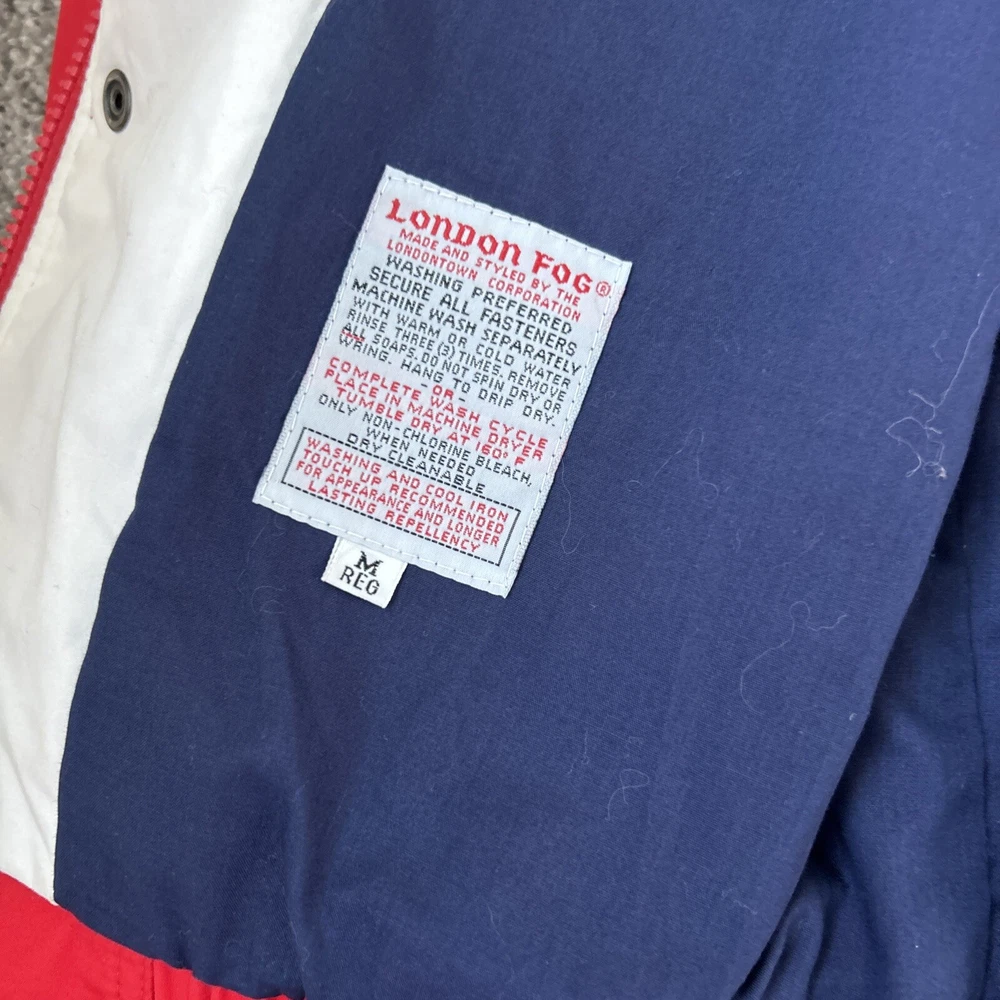 LONDON FOG®
MADE AND STYLED BY THE
LONDONTOWN CORPORATION
WASHING PREFERRED
SECURE ALL FASTENERS
MACHINE WASH SEPARATELY
WITH WARM OR COLD WATER
RINSE THREE (3) TIMES. REMOVE
ALL SOAPS. DO NOT SPIN DRY OR
WRING. HANG TO DRIP DRY.
-OR-
COMPLETE WASH CYCLE
PLACE IN MACHINE DRYER
TUMBLE DRY AT 160° F
ONLY NON-CHLORINE BLEACH,
WHEN NEEDED
DRY CLEANABLE
WASHING AND COOL IRON
TOUCH UP RECOMMENDED
FOR APPEARANCE AND LONGER
LASTING REPELLENCY
M
REG